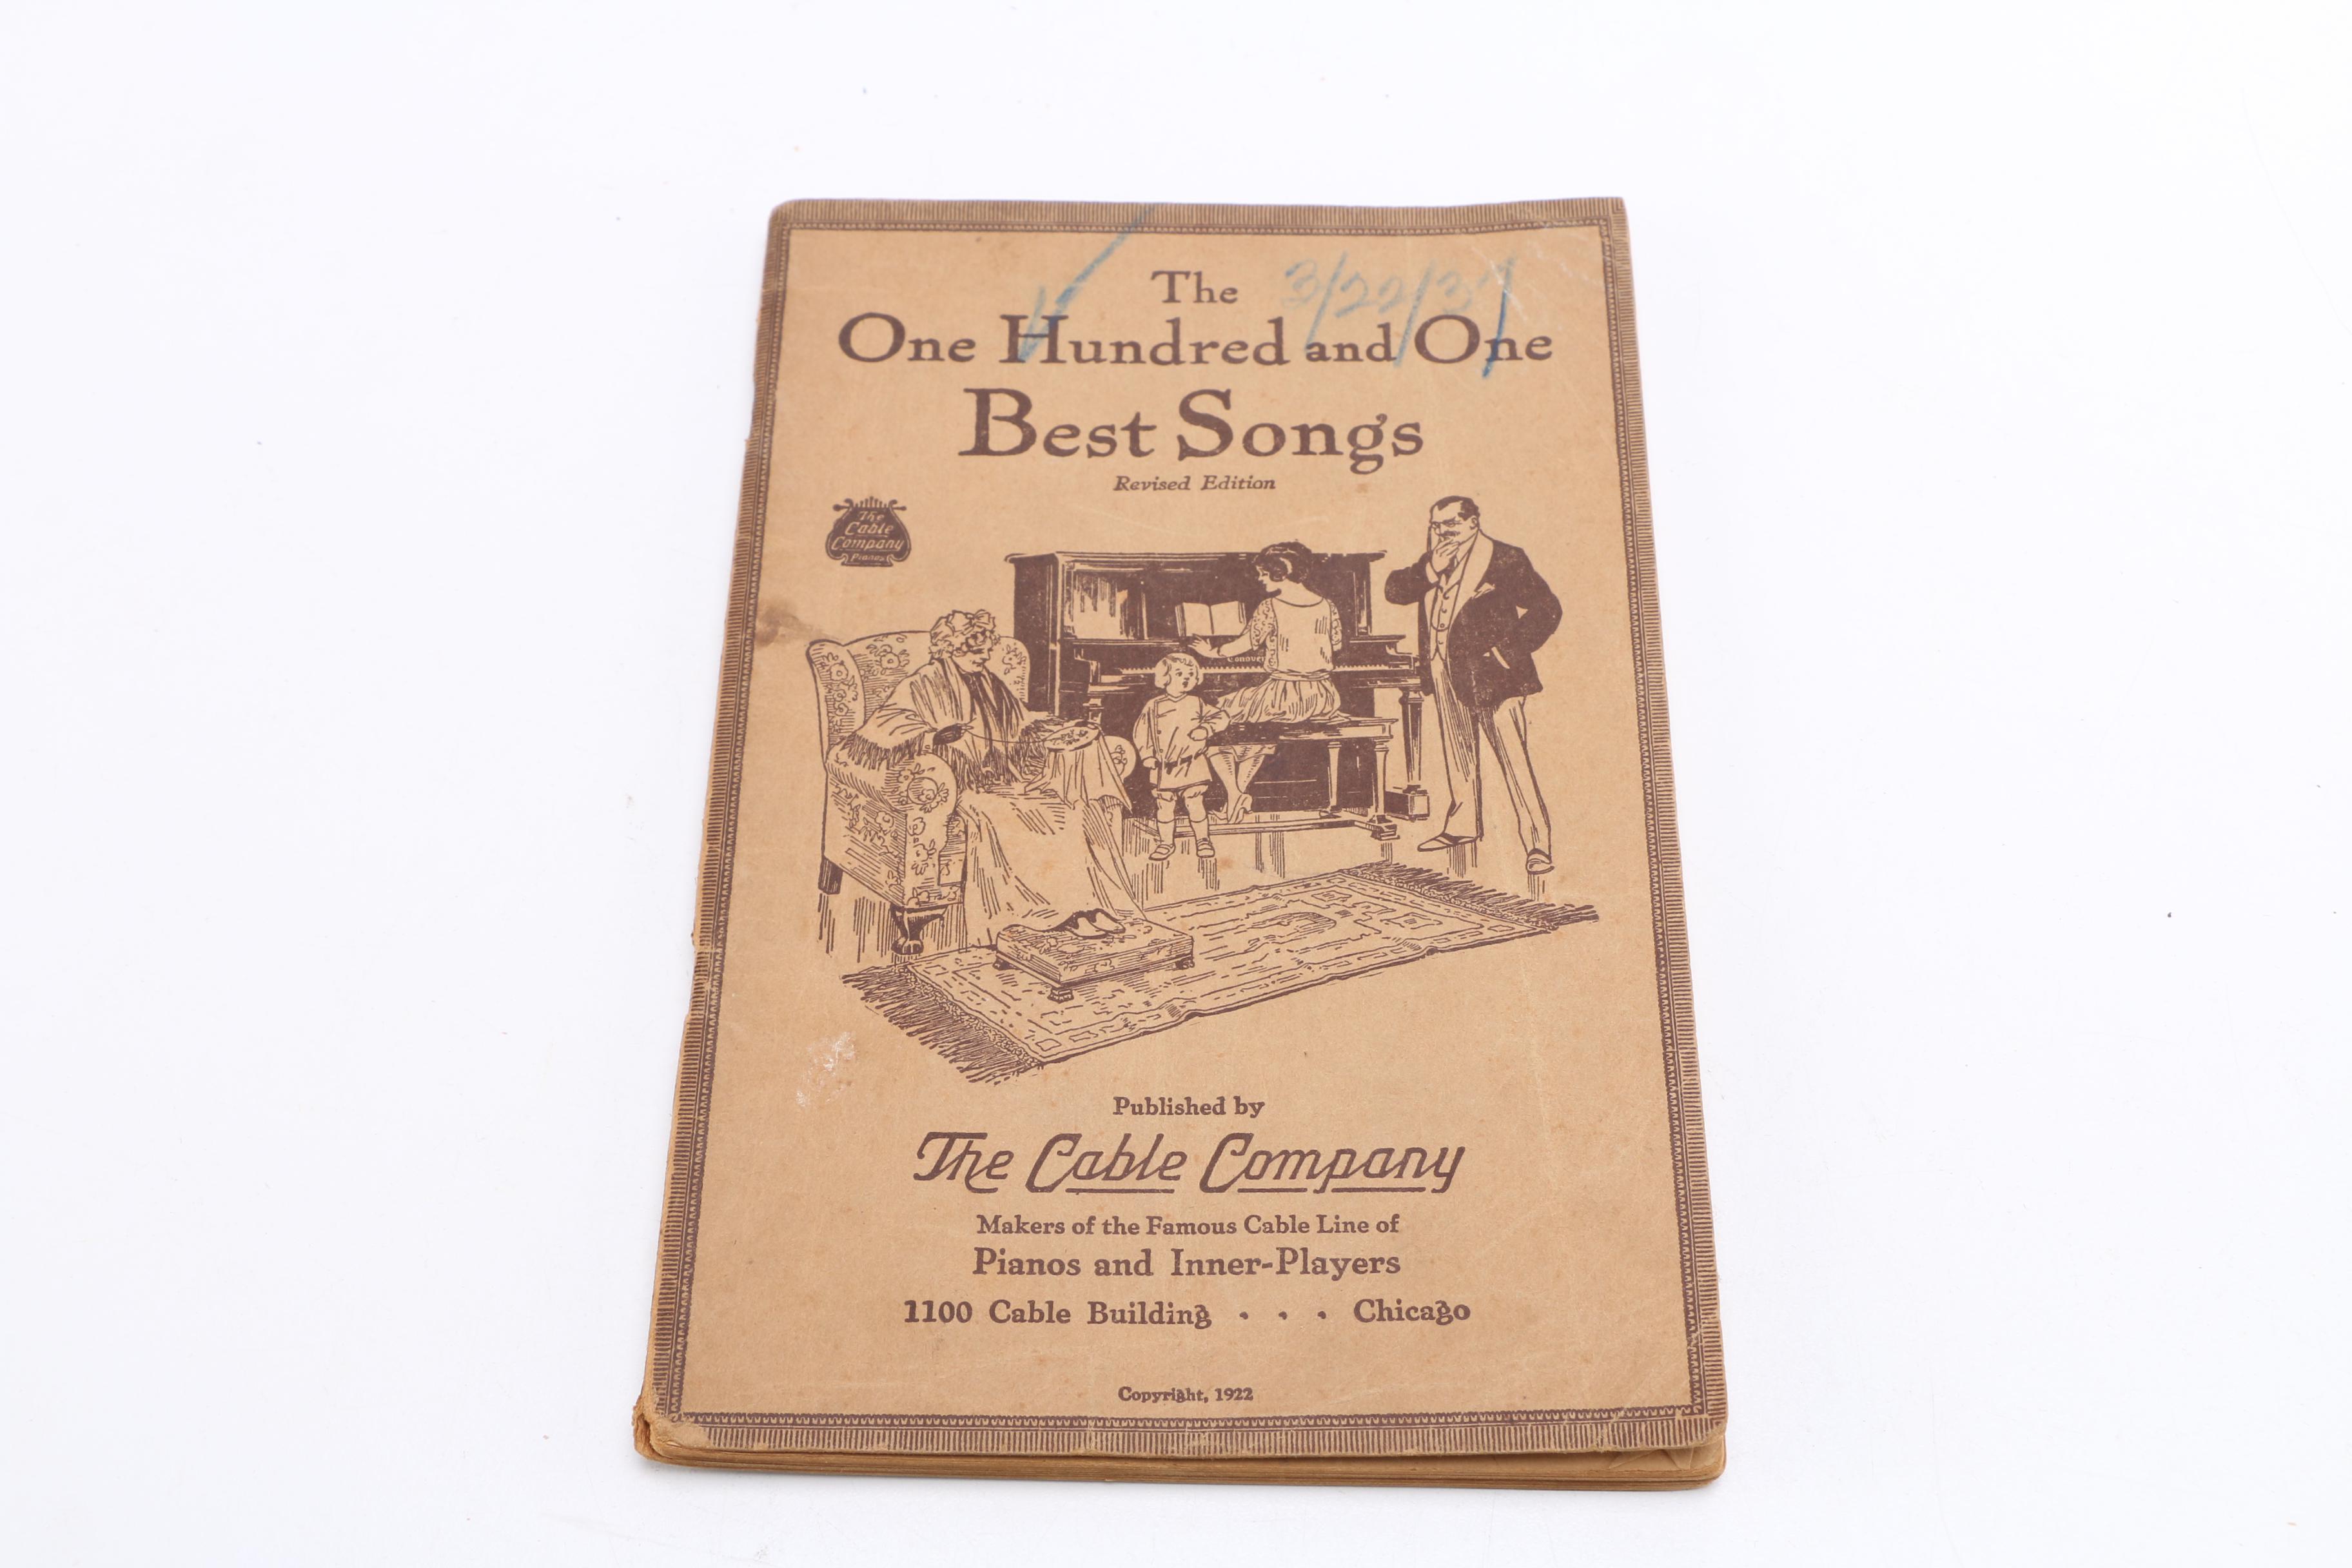 3/22/37
The
One Hundred and One
Best Songs
Revised Edition
The
Cable
Company
Pianos
Conover
Published by
The Cable Company
Makers of the Famous Cable Line of
Pianos and Inner-Players
1100 Cable Building . . . Chicago
Copyright, 1922